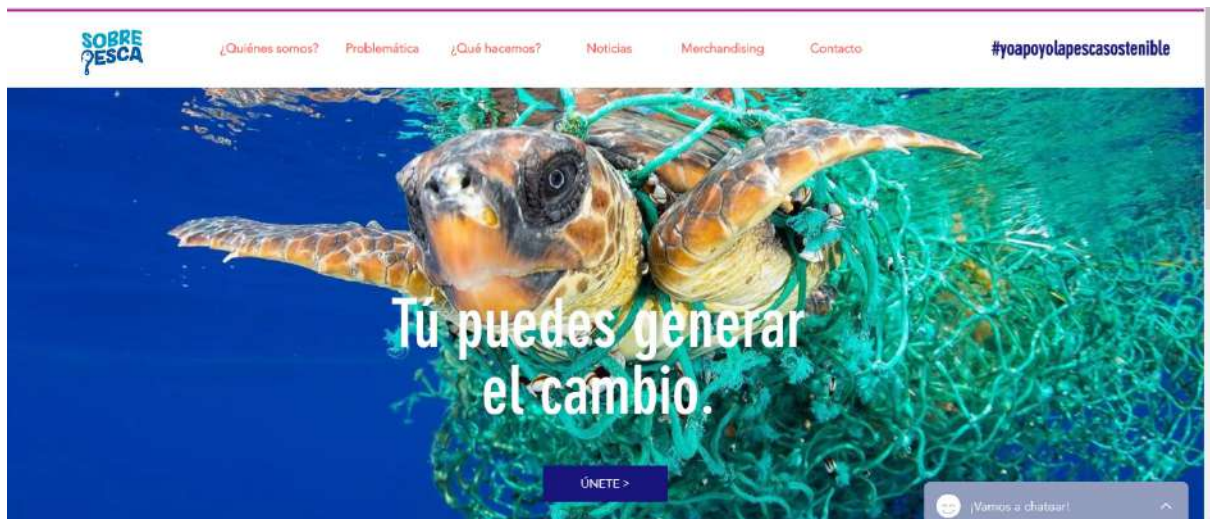 SOBRE
PESCA
¿Quiénes somos? Problemática ¿Qué hacemos? Noticias Merchandising Contacto
#yoapoyolapescasostenible
Tú puedes generar
el cambio.
ÚNETE >
¡Vamos a chatear!